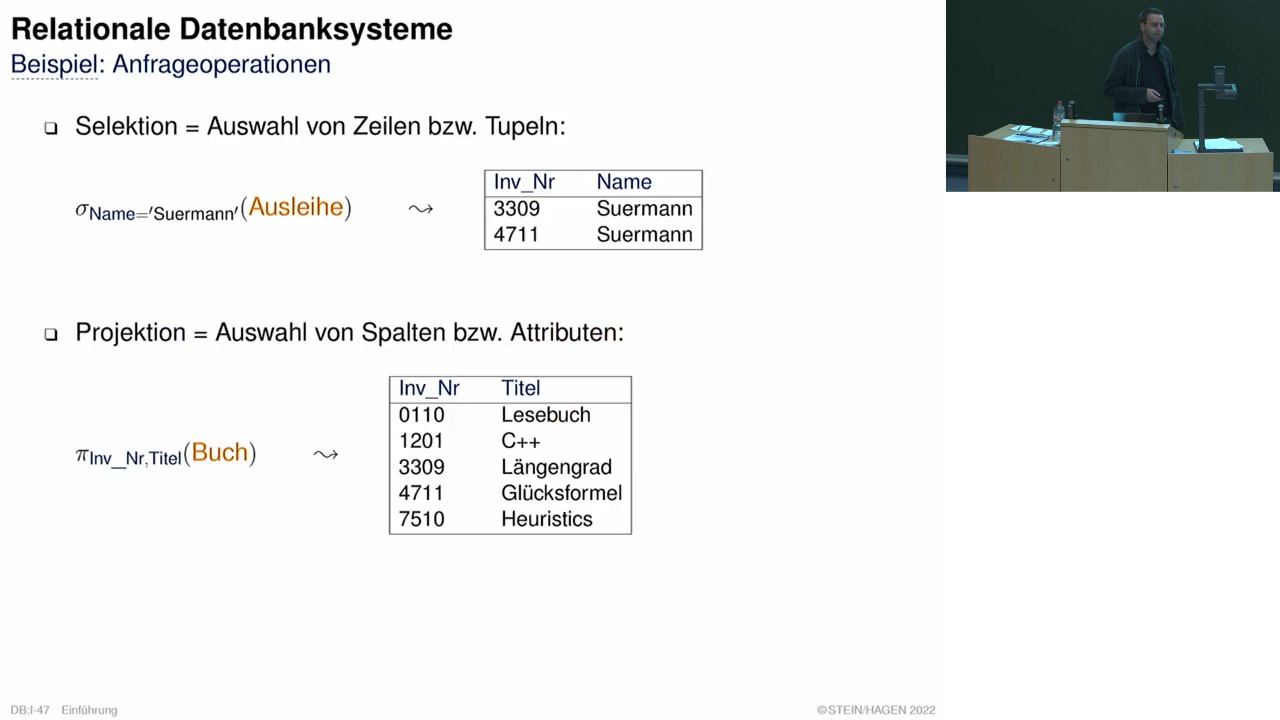 Relationale Datenbanksysteme
Beispiel: Anfrageoperationen
❑ Selektion = Auswahl von Zeilen bzw. Tupeln:
σName='Suermann'(Ausleihe) ⇝
Inv_Nr Name
3309 Suermann
4711 Suermann
❑ Projektion = Auswahl von Spalten bzw. Attributen:
πInv_Nr,Titel(Buch) ⇝
Inv_Nr Titel
0110 Lesebuch
1201 C++
3309 Längengrad
4711 Glücksformel
7510 Heuristics
DB:I-47 Einführung ©STEIN/HAGEN 2022